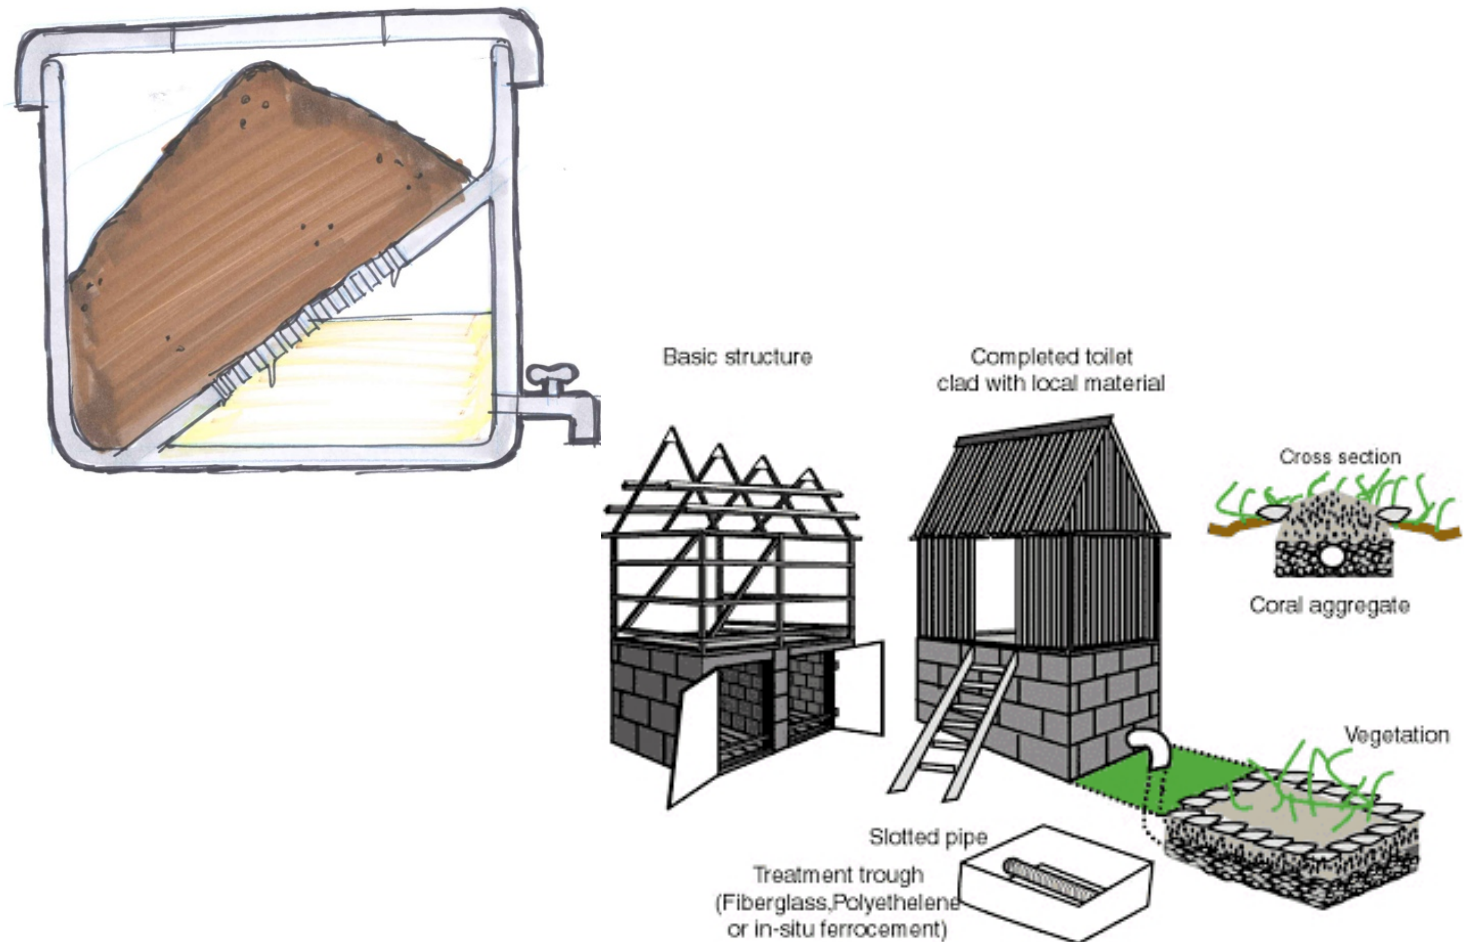 Basic structure
Completed toilet
clad with local material
Cross section
Coral aggregate
Vegetation
Slotted pipe
Treatment trough
(Fiberglass,Polyethelene
or in-situ ferrocement)